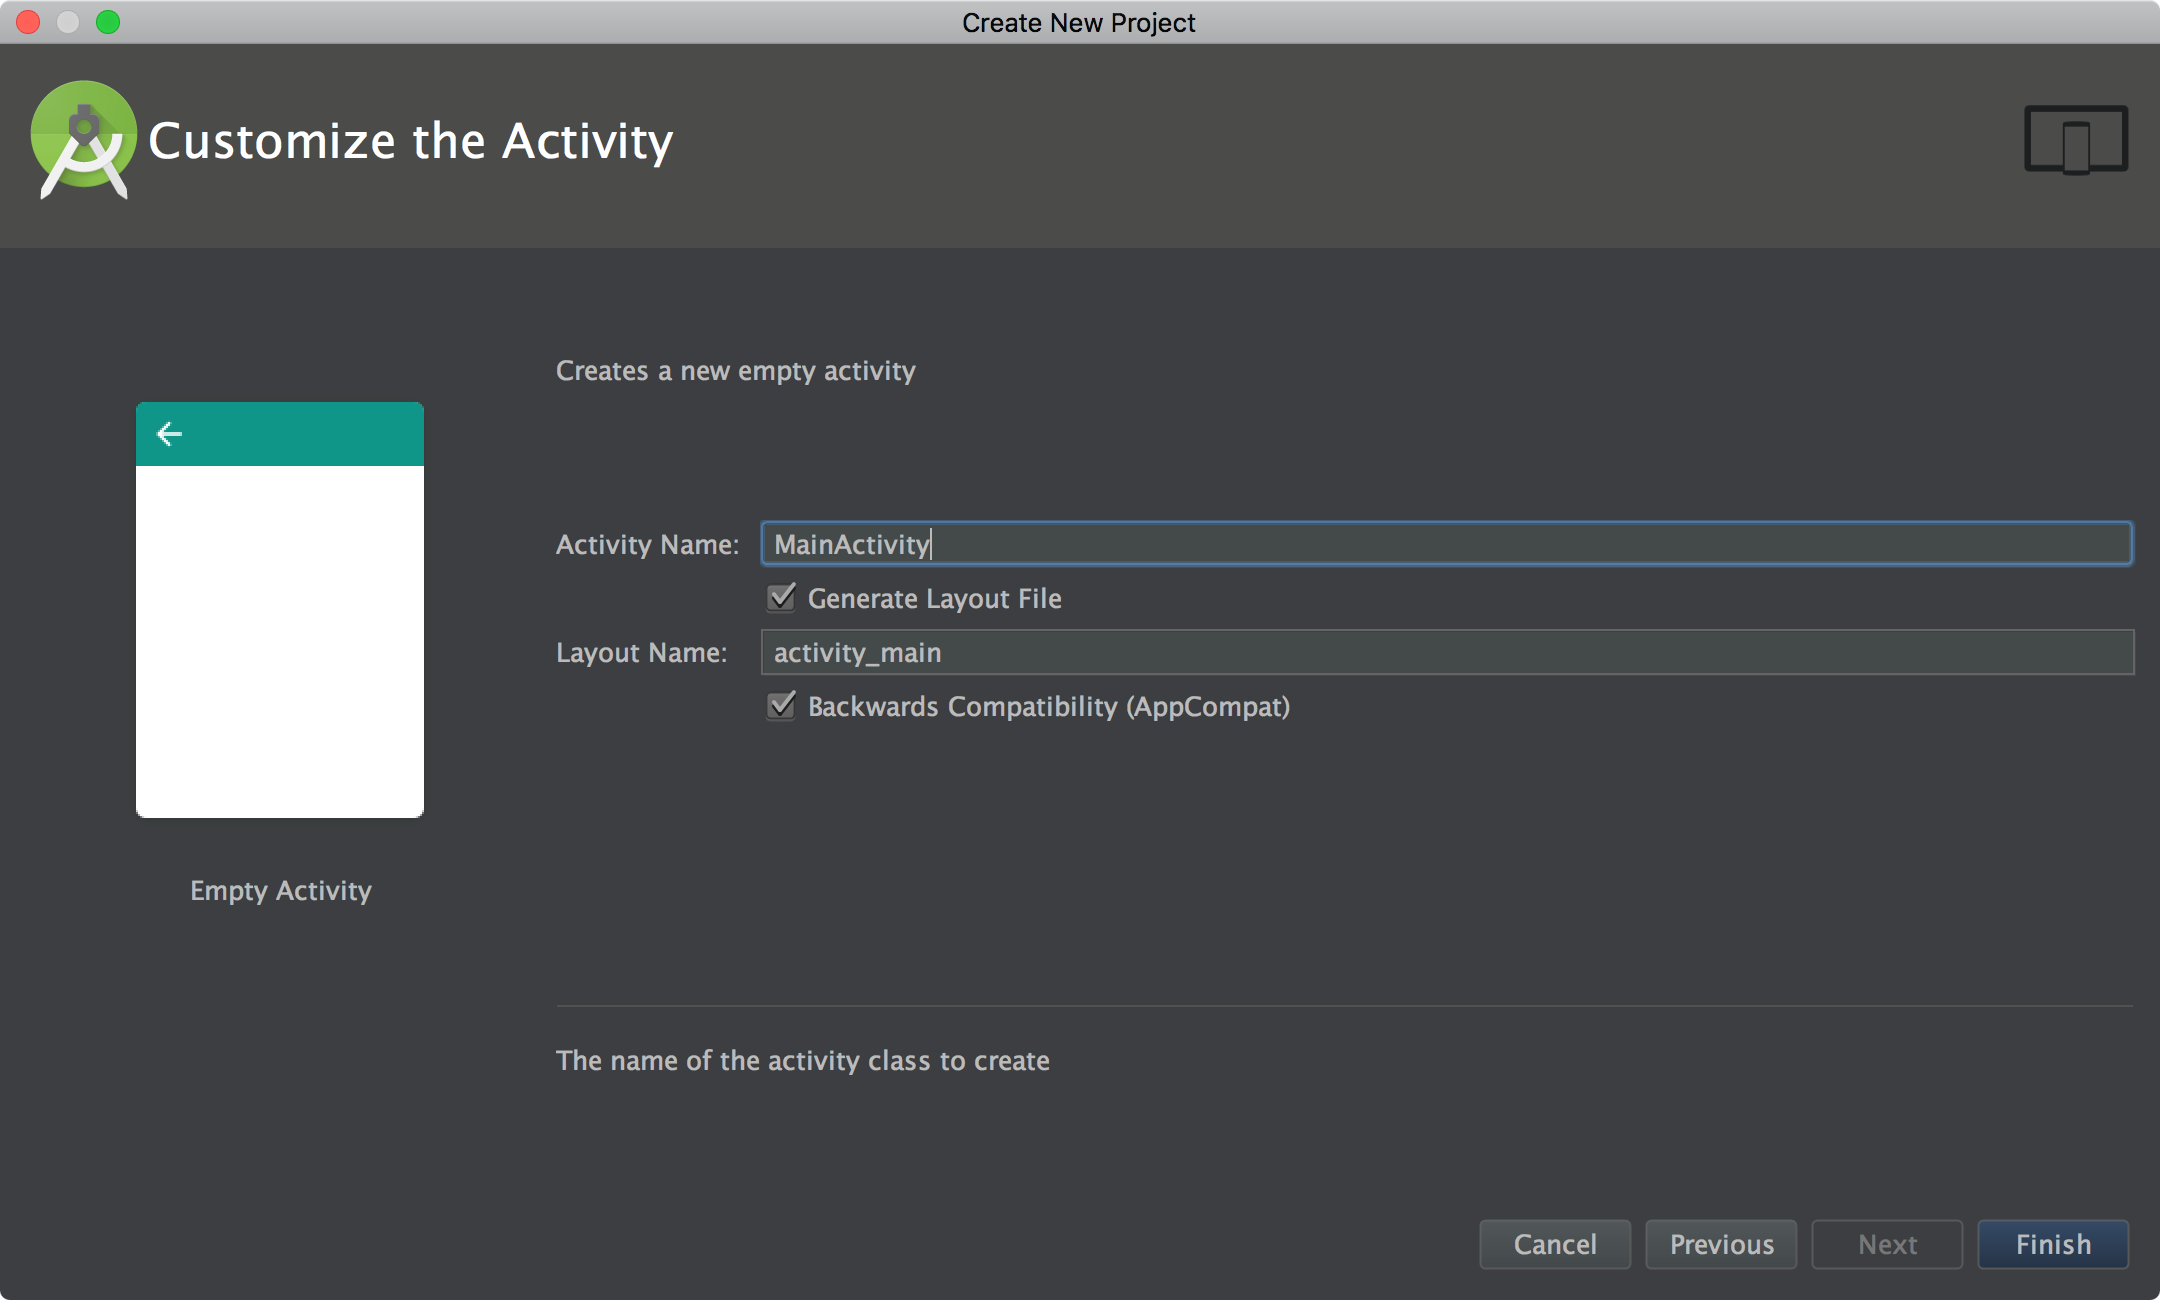 Create New Project
Customize the Activity
Creates a new empty activity
Activity Name: MainActivity
Generate Layout File
Layout Name: activity_main
Backwards Compatibility (AppCompat)
Empty Activity
The name of the activity class to create
Cancel Previous Next Finish